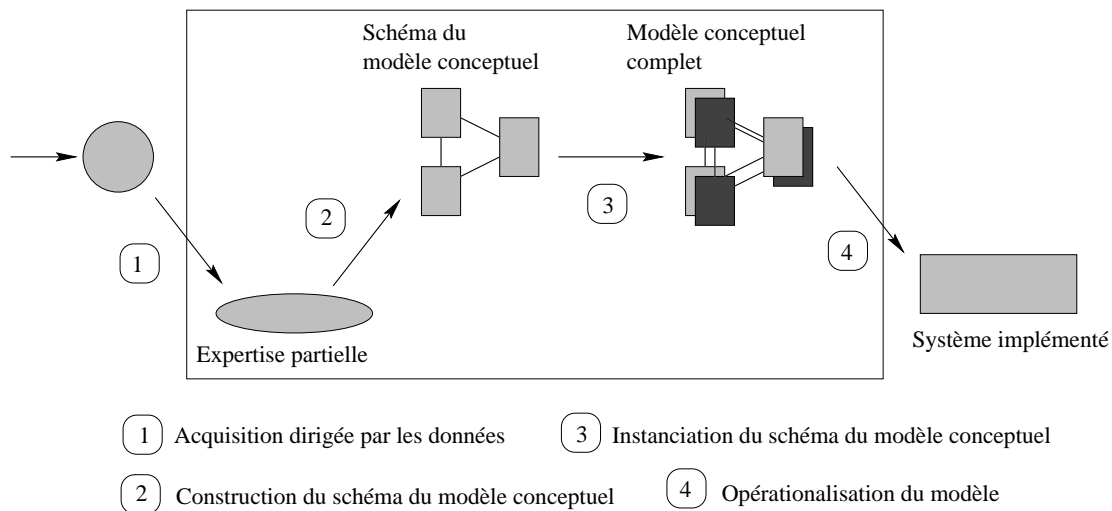 Schéma du
modèle conceptuel
Modèle conceptuel
complet
2
3
1
4
Expertise partielle
Système implémenté
1 Acquisition dirigée par les données
3 Instanciation du schéma du modèle conceptuel
2 Construction du schéma du modèle conceptuel
4 Opérationalisation du modèle